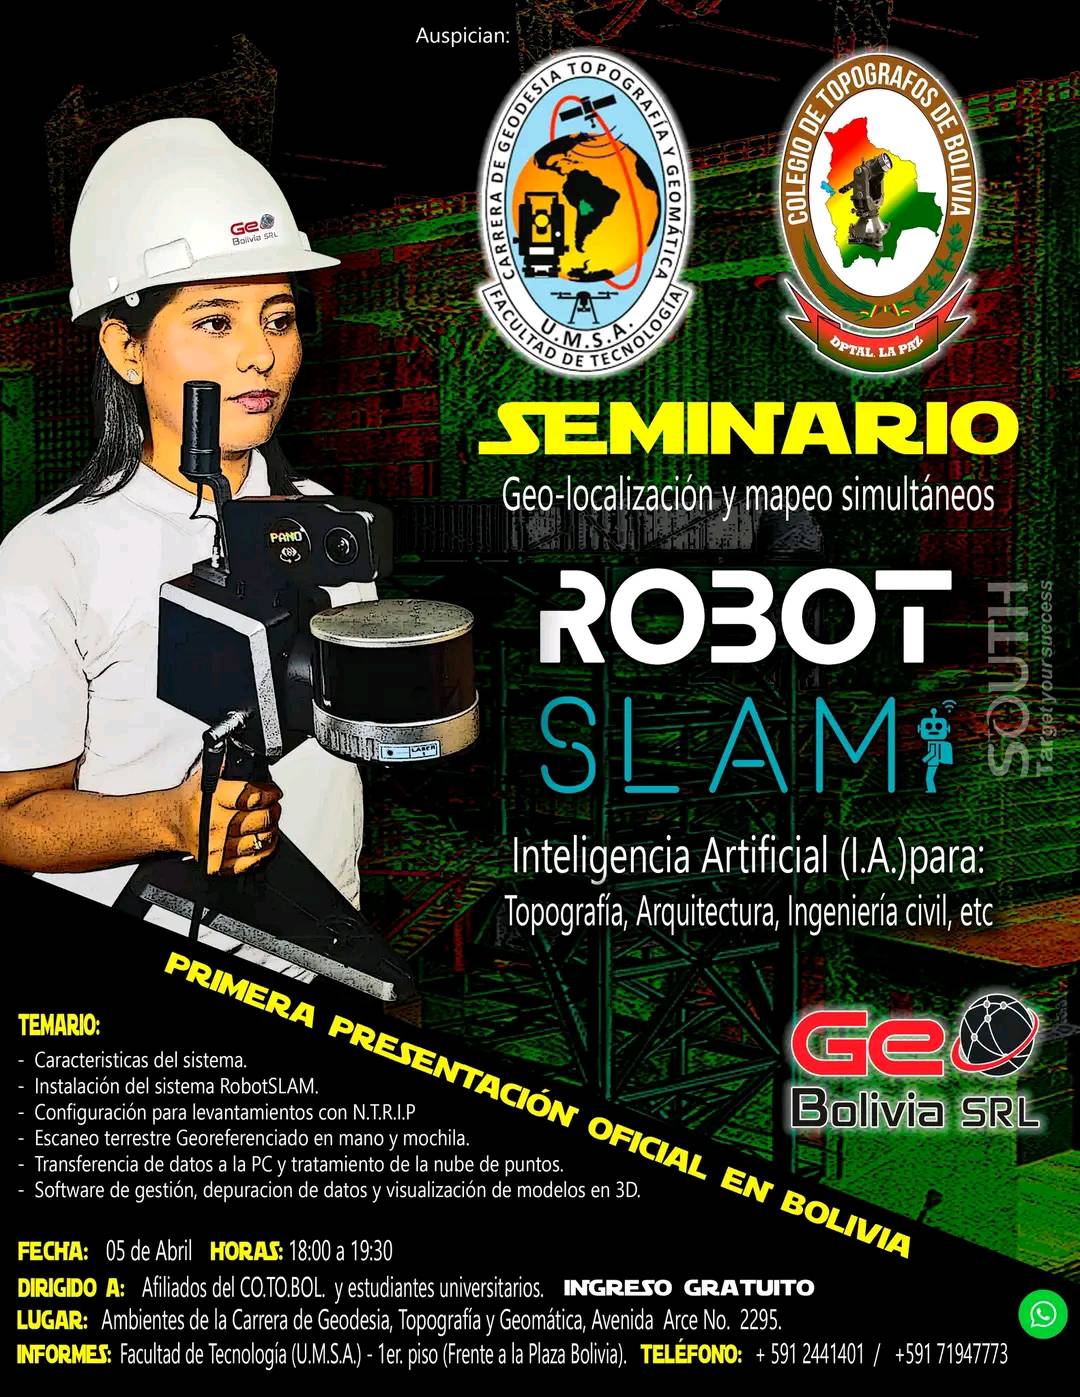 Auspician:
CARRERA DE GEODESIA TOPOGRAFÍA Y GEOMÁTICA
U.M.S.A.
FACULTAD DE TECNOLOGÍA
COLEGIO DE TOPOGRAFOS DE BOLIVIA
DPTAL. LA PAZ
Geo
Bolivia SRL
SEMINARIO
Geo-localización y mapeo simultáneos
PANO
ROBOT
SLAM
SOUTH
Target your success
LASER
1
Inteligencia Artificial (I.A.)para:
Topografía, Arquitectura, Ingeniería civil, etc
PRIMERA PRESENTACIÓN OFICIAL EN BOLIVIA
Geo
Bolivia SRL
TEMARIO:
- Caracteristicas del sistema.
- Instalación del sistema RobotSLAM.
- Configuración para levantamientos con N.T.R.I.P
- Escaneo terrestre Georeferenciado en mano y mochila.
- Transferencia de datos a la PC y tratamiento de la nube de puntos.
- Software de gestión, depuracion de datos y visualización de modelos en 3D.
FECHA: 05 de Abril HORAS: 18:00 a 19:30
DIRIGIDO A: Afiliados del CO.TO.BOL. y estudiantes universitarios. INGRESO GRATUITO
LUGAR: Ambientes de la Carrera de Geodesia, Topografía y Geomática, Avenida Arce No. 2295.
INFORMES: Facultad de Tecnología (U.M.S.A.) - 1er. piso (Frente a la Plaza Bolivia). TELÉFONO: + 591 2441401 / +591 71947773